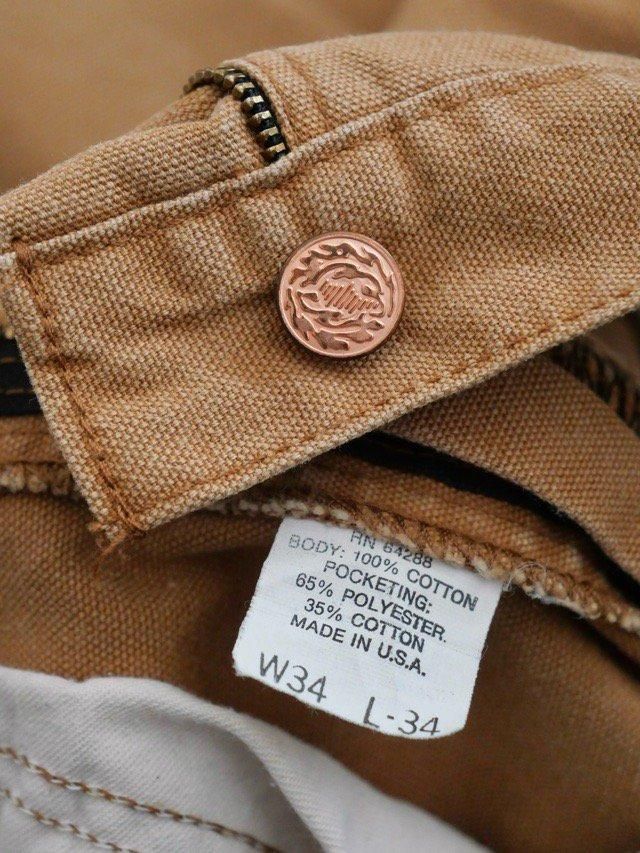 RN 64288
BODY: 100% COTTON
POCKETING:
65% POLYESTER
35% COTTON
MADE IN U.S.A.
W34 L-34